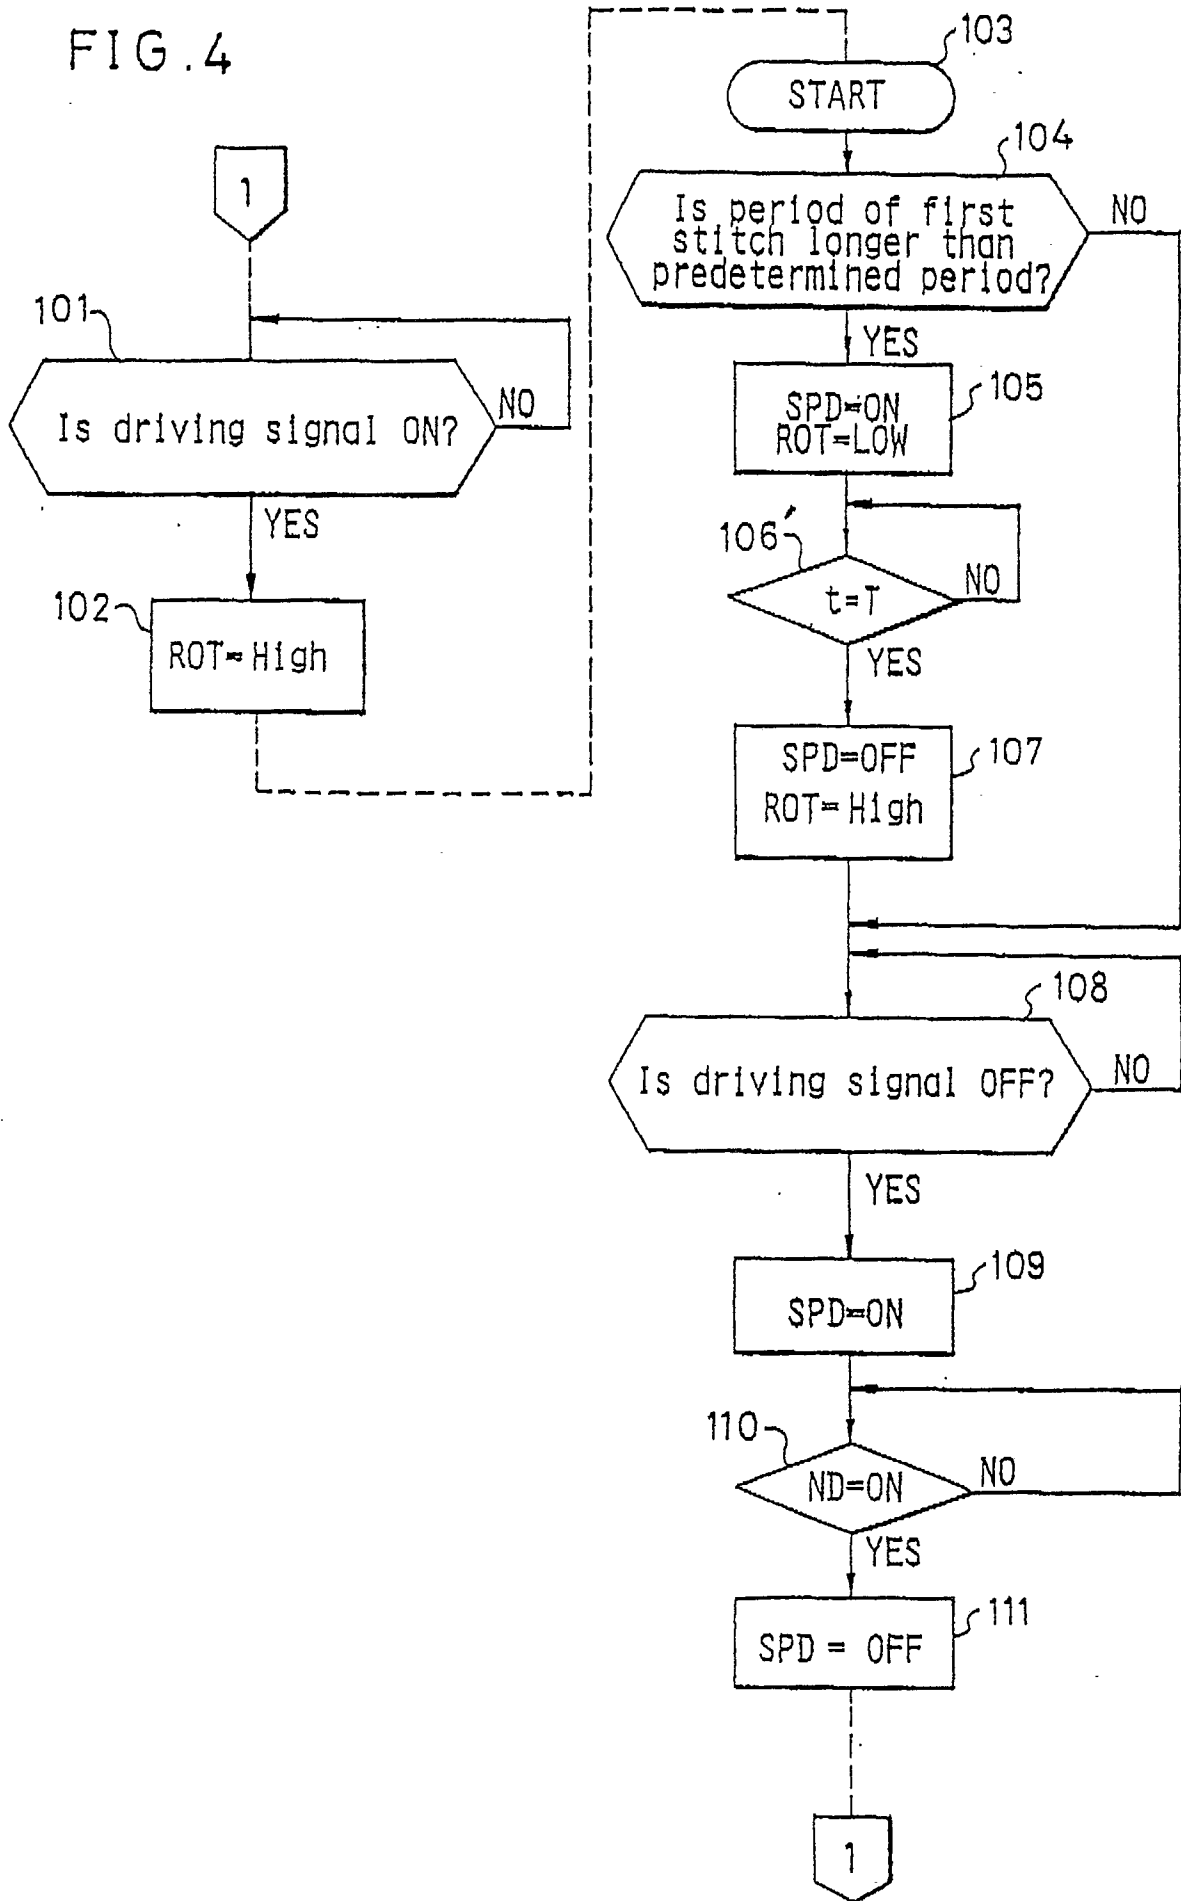 FIG.4
1
101
Is driving signal ON?
NO
YES
102
ROT=High
103
START
104
Is period of first
stitch longer than
predetermined period?
NO
YES
105
SPD=ON
ROT=LOW
106'
t=T
NO
YES
107
SPD=OFF
ROT=High
108
Is driving signal OFF?
NO
YES
109
SPD=ON
110
ND=ON
NO
YES
111
SPD = OFF
1